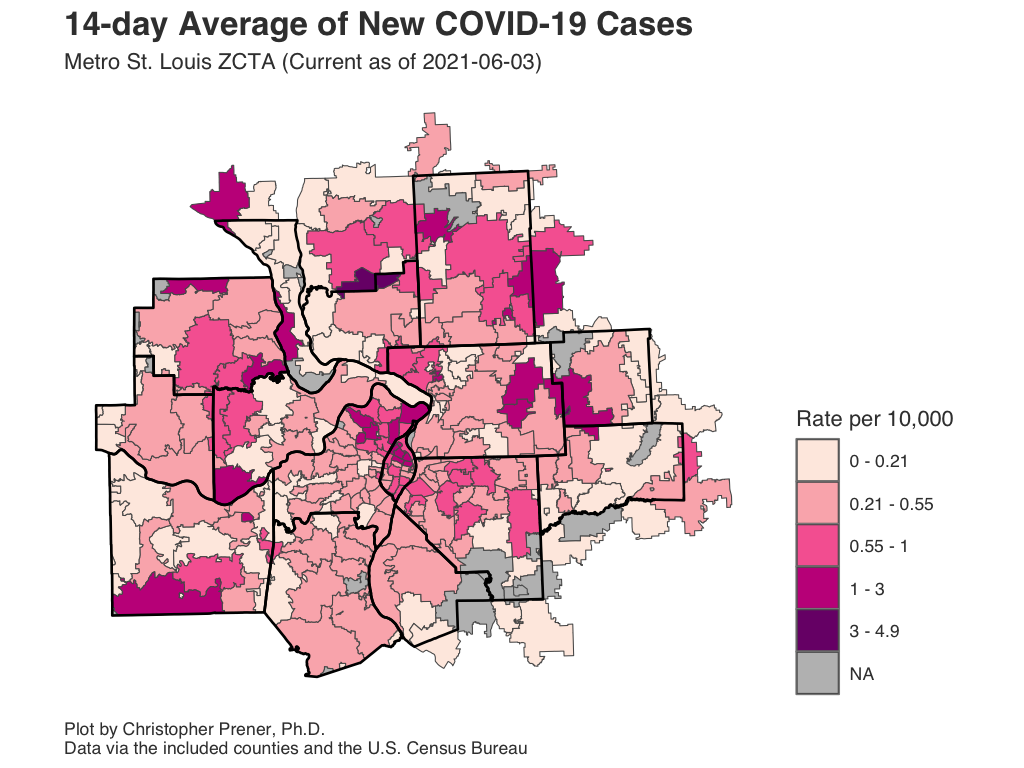 14-day Average of New COVID-19 Cases
Metro St. Louis ZCTA (Current as of 2021-06-03)
Rate per 10,000
0 - 0.21
0.21 - 0.55
0.55 - 1
1 - 3
3 - 4.9
NA
Plot by Christopher Prener, Ph.D.
Data via the included counties and the U.S. Census Bureau